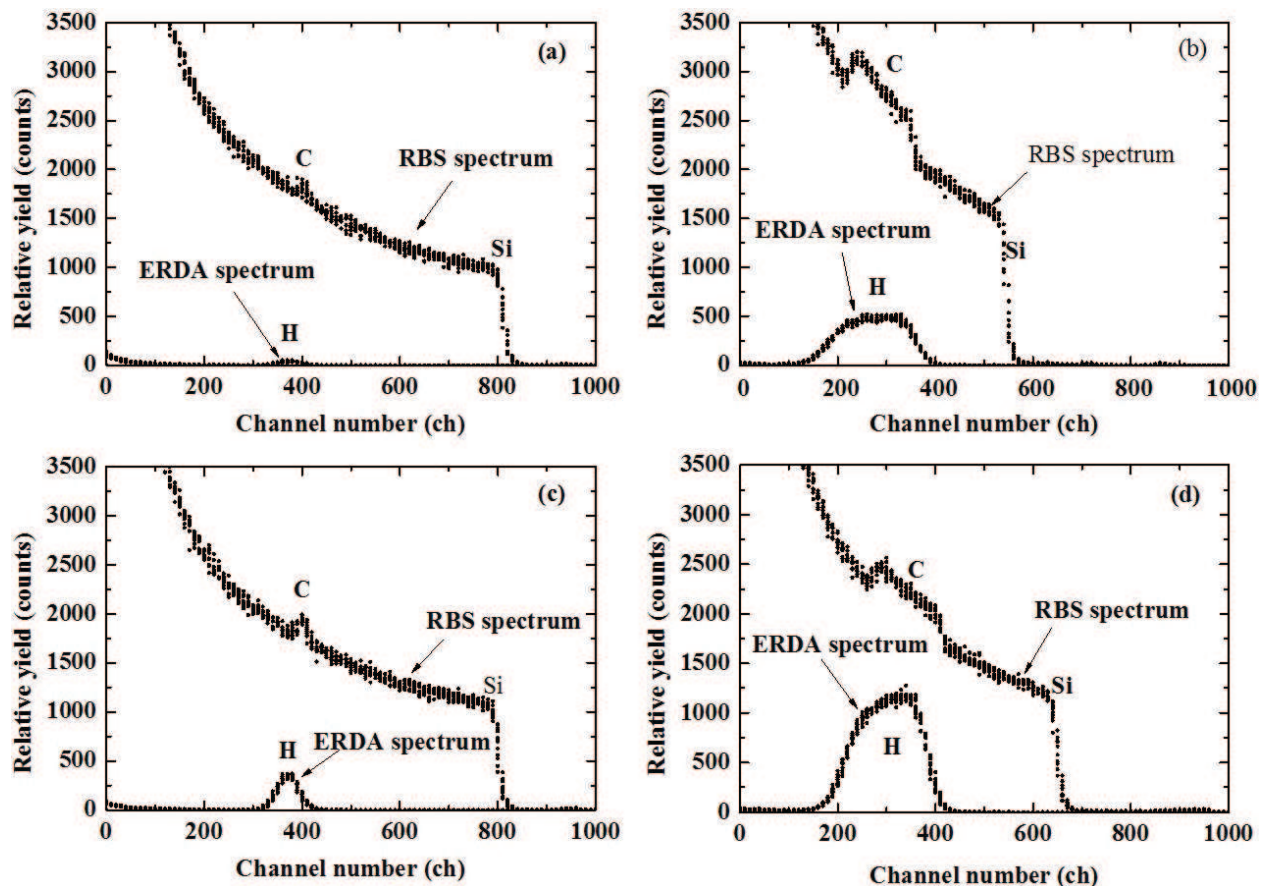 3500
3000
2500
2000
1500
1000
500
0
Relative yield (counts)
(a)
C
RBS spectrum
Si
ERDA spectrum
H
0 200 400 600 800 1000
Channel number (ch)
3500
3000
2500
2000
1500
1000
500
0
Relative yield (counts)
(b)
C
RBS spectrum
ERDA spectrum
Si
H
0 200 400 600 800 1000
Channel number (ch)
3500
3000
2500
2000
1500
1000
500
0
Relative yield (counts)
(c)
C
RBS spectrum
Si
H
ERDA spectrum
0 200 400 600 800 1000
Channel number (ch)
3500
3000
2500
2000
1500
1000
500
0
Relative yield (counts)
(d)
C
RBS spectrum
ERDA spectrum
Si
H
0 200 400 600 800 1000
Channel number (ch)